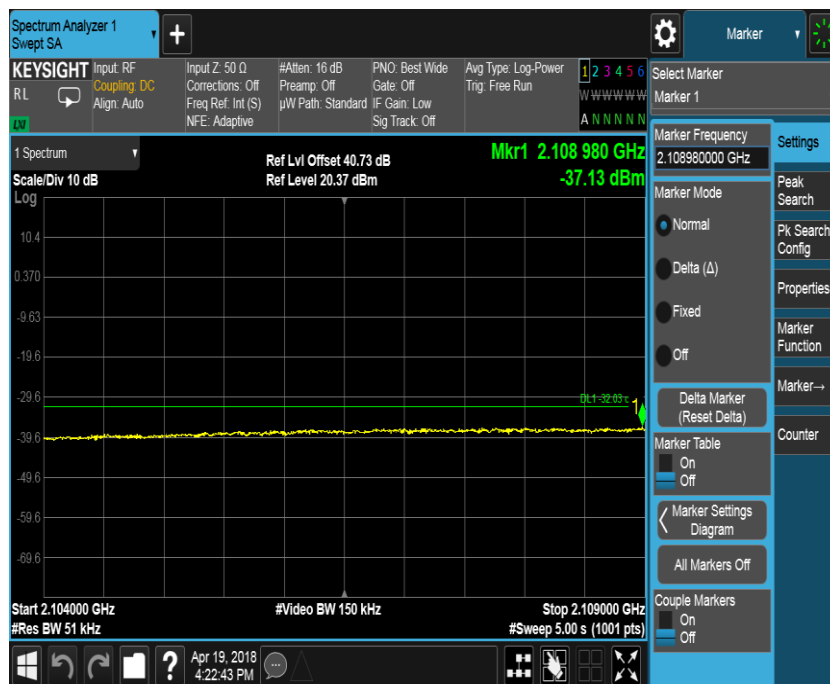 Spectrum Analyzer 1
Swept SA
Marker
KEYSIGHT
RL
LXI
Input: RF
Coupling: DC
Align: Auto
Input Z: 50 Ω
Corrections: Off
Freq Ref: Int (S)
NFE: Adaptive
#Atten: 16 dB
Preamp: Off
µW Path: Standard
PNO: Best Wide
Gate: Off
IF Gain: Low
Sig Track: Off
Avg Type: Log-Power
Trig: Free Run
1 2 3 4 5 6
W W W W W W
A N N N N N
Select Marker
Marker 1
1 Spectrum
Scale/Div 10 dB
Log
Ref Lvl Offset 40.73 dB
Ref Level 20.37 dBm
Mkr1 2.108 980 GHz
-37.13 dBm
10.4
0.370
-9.63
-19.6
-29.6
-39.6
-49.6
-59.6
-69.6
1
Start 2.104000 GHz
#Res BW 51 kHz
#Video BW 150 kHz
Stop 2.109000 GHz
#Sweep 5.00 s (1001 pts)
Marker Frequency
2.108980000 GHz
Marker Mode
Normal
Delta (Δ)
Fixed
Off
Delta Marker
(Reset Delta)
Marker Table
On
Off
Marker Settings
Diagram
All Markers Off
Couple Markers
On
Off
Settings
Peak
Search
Pk Search
Config
Properties
Marker
Function
Marker→
Counter
?
Apr 19, 2018
4:22:43 PM